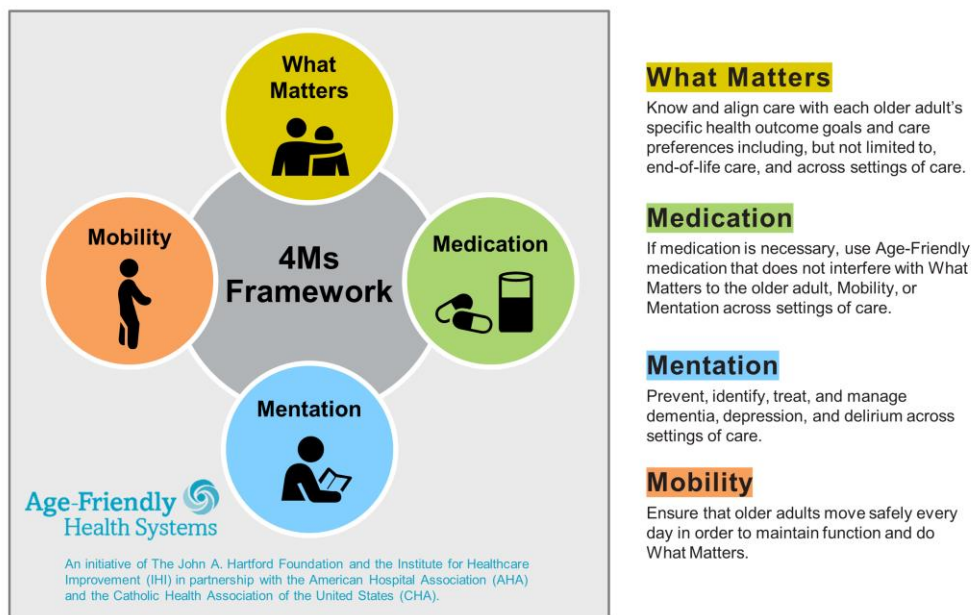 What
Matters
Mobility
4Ms
Framework
Medication
Mentation
Age-Friendly
Health Systems
An initiative of The John A. Hartford Foundation and the Institute for Healthcare
Improvement (IHI) in partnership with the American Hospital Association (AHA)
and the Catholic Health Association of the United States (CHA).
What Matters
Know and align care with each older adult's
specific health outcome goals and care
preferences including, but not limited to,
end-of-life care, and across settings of care.
Medication
If medication is necessary, use Age-Friendly
medication that does not interfere with What
Matters to the older adult, Mobility, or
Mentation across settings of care.
Mentation
Prevent, identify, treat, and manage
dementia, depression, and delirium across
settings of care.
Mobility
Ensure that older adults move safely every
day in order to maintain function and do
What Matters.